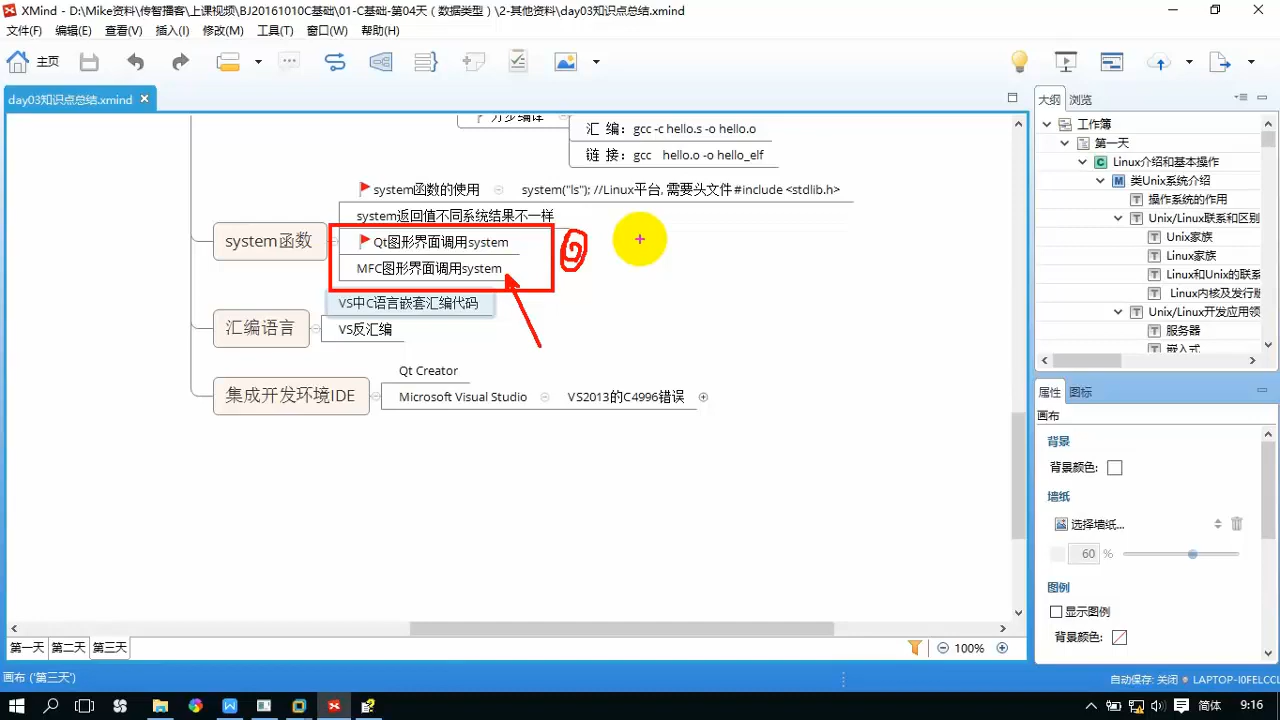 XMind - D:\Mike资料\传智播客\上课视频\BJ20161010C基础\01-C基础-第04天（数据类型）\2-其他资料\day03知识点总结.xmind
文件(F) 编辑(E) 查看(V) 插入(I) 修改(M) 工具(T) 窗口(W) 帮助(H)
主页
day03知识点总结.xmind
分步编译
汇 编：gcc -c hello.s -o hello.o
链 接：gcc hello.o -o hello_elf
system函数的使用 system("ls"); //Linux平台, 需要头文件#include <stdlib.h>
system返回值不同系统结果不一样
system函数
Qt图形界面调用system
MFC图形界面调用system
VS中C语言嵌套汇编代码
汇编语言
VS反汇编
Qt Creator
集成开发环境IDE
Microsoft Visual Studio VS2013的C4996错误
大纲 浏览
工作簿
第一天
Linux介绍和基本操作
类Unix系统介绍
操作系统的作用
Unix/Linux联系和区别
Unix家族
Linux家族
Linux和Unix的联系
Linux内核及发行版
Unix/Linux开发应用领
服务器
嵌入式
属性 图标
画布
背景
背景颜色:
墙纸
选择墙纸...
60 %
图例
显示图例
背景颜色:
第一天 第二天 第三天
100%
画布 ('第三天')
自动保存: 关闭 LAPTOP-I0FELCCL
简体 9:16